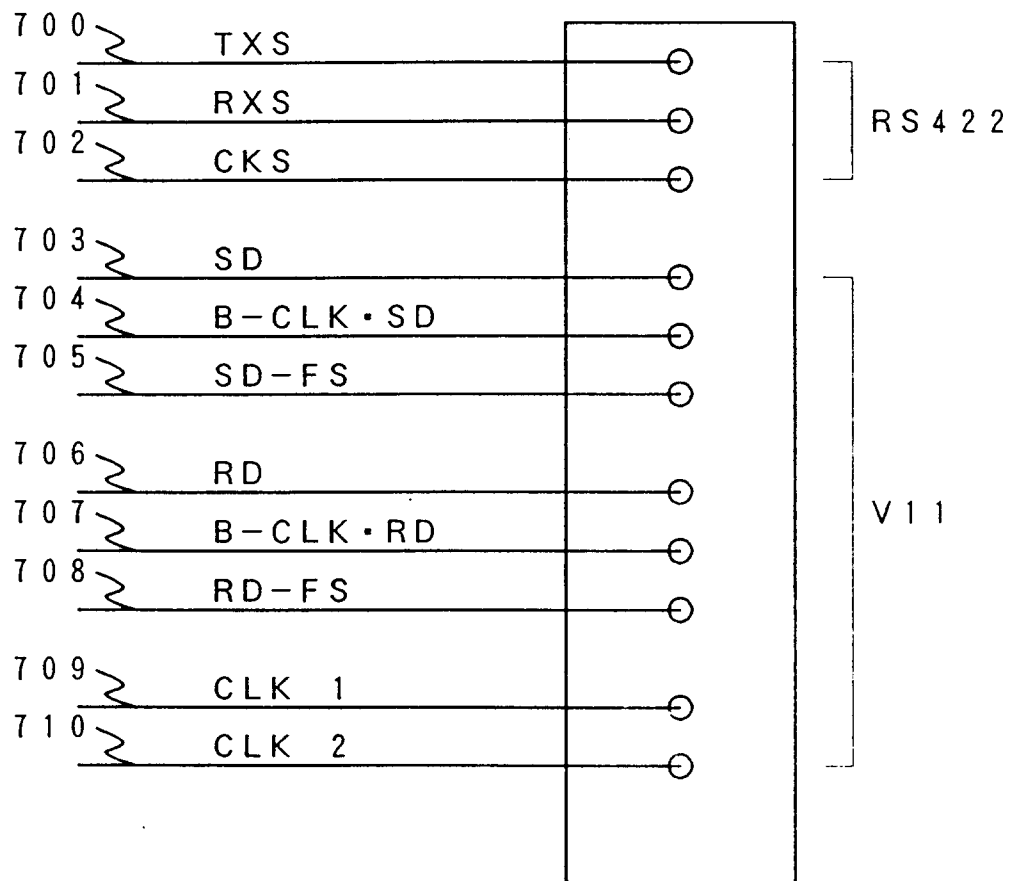 700
TXS
701
RXS
RS422
702
CKS
703
SD
704
B-CLK·SD
705
SD-FS
706
RD
707
B-CLK·RD
V11
708
RD-FS
709
CLK 1
710
CLK 2